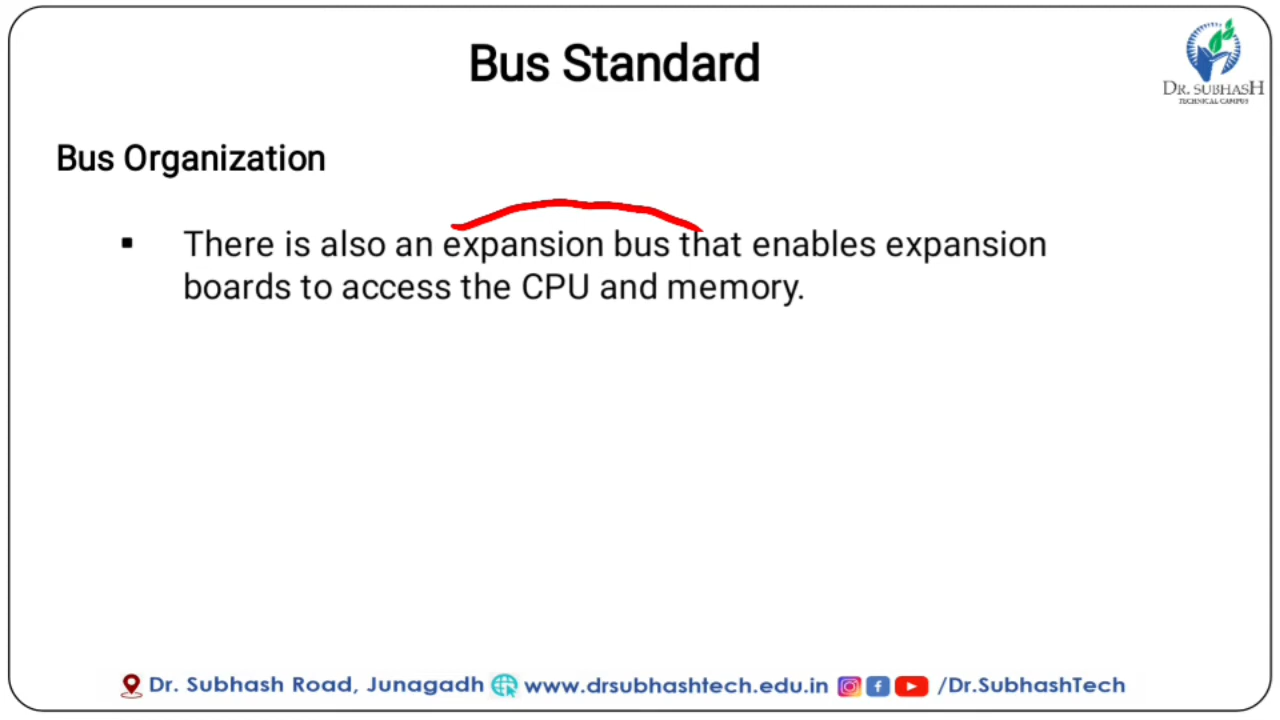 Bus Standard
DR. SUBHASH
TECHNICAL CAMPUS
Bus Organization
▪ There is also an expansion bus that enables expansion
boards to access the CPU and memory.
Dr. Subhash Road, Junagadh www.drsubhashtech.edu.in /Dr.SubhashTech